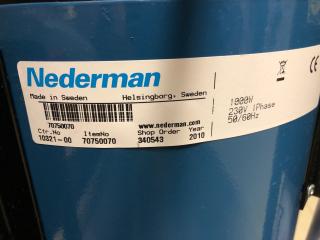 Nederman
Made in Sweden Helsingborg, Sweden
70750070 www.nederman.com
Ctr.No ItemNo Shop Order Year
10321-00 70750070 340543 2010
1000W
230V 1Phase
50/60Hz